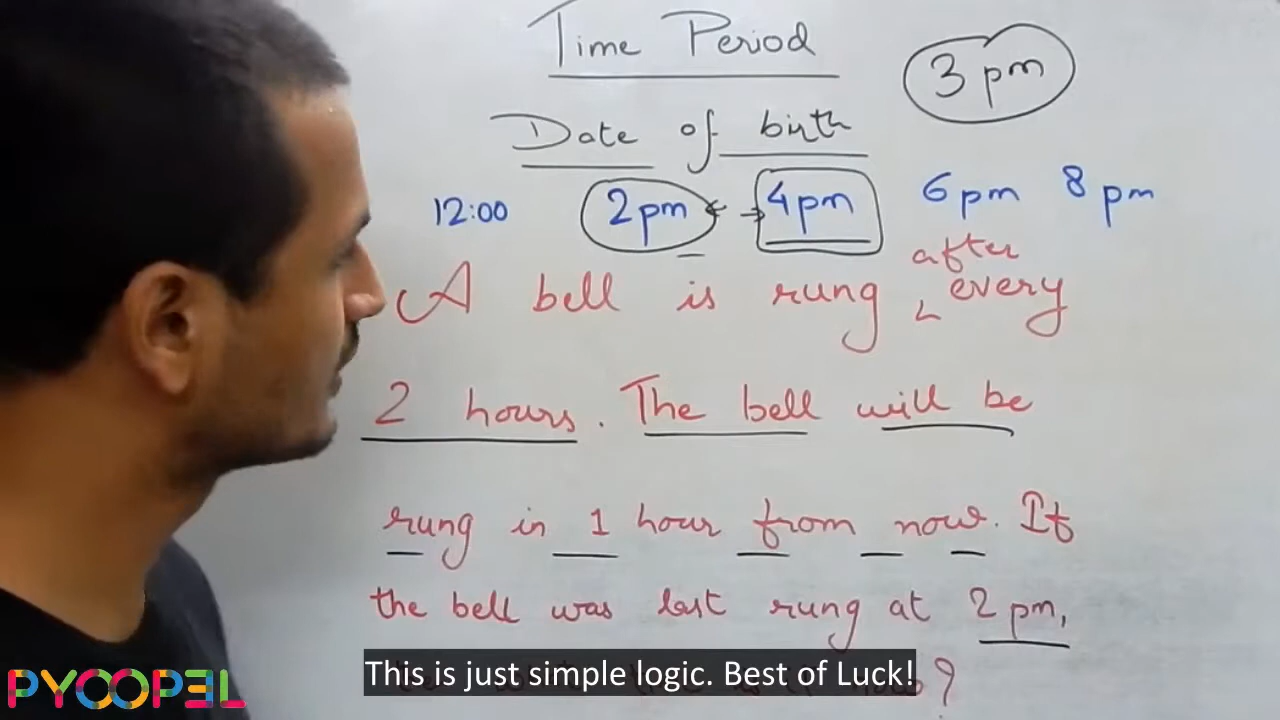 Time Period
3 pm
Date of birth
12:00 2pm 4pm 6pm 8pm
after
A bell is rung every
2 hours. The bell will be
rung in 1 hour from now. If
the bell was last rung at 2 pm,
?
This is just simple logic. Best of Luck!
PYOOPEL